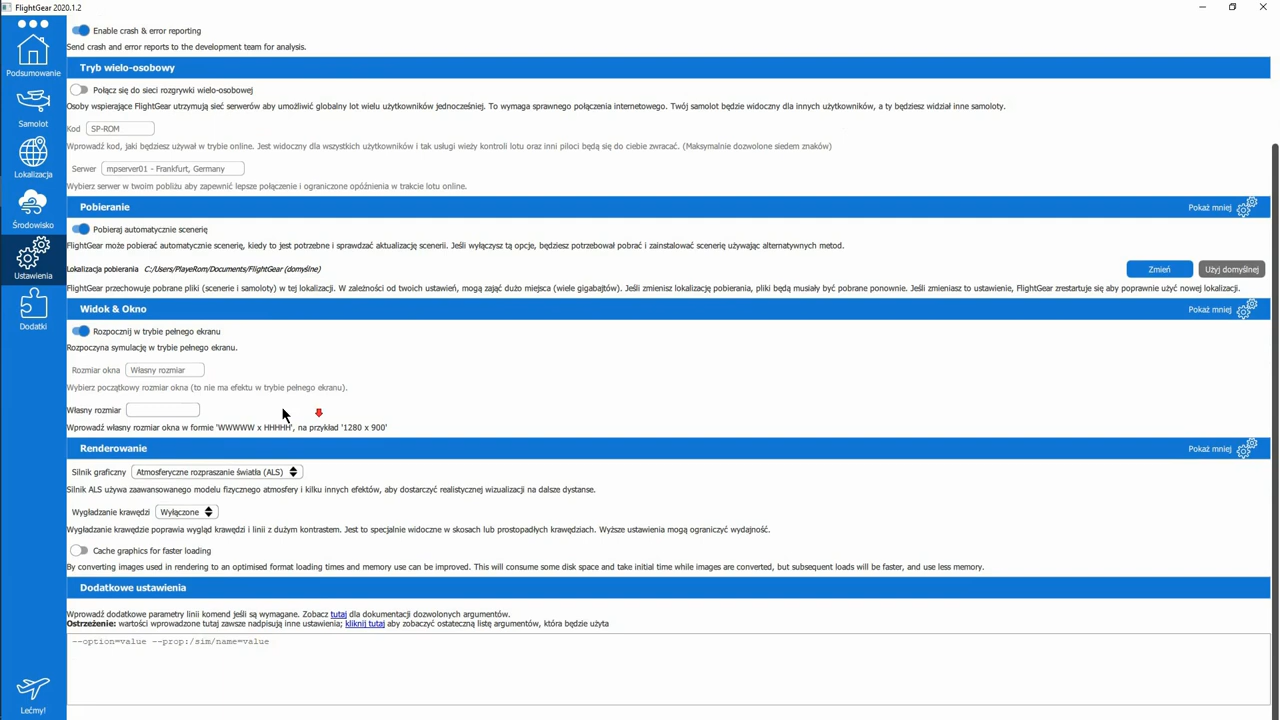 FlightGear 2020.1.2
Enable crash & error reporting
Send crash and error reports to the development team for analysis.
Podsumowanie
Tryb wielo-osobowy
Połącz się do sieci rozgrywki wielo-osobowej
Osoby wspierające FlightGear utrzymują sieć serwerów aby umożliwić globalny lot wielu użytkowników jednocześniej. To wymaga sprawnego połączenia internetowego. Twój samolot będzie widoczny dla innych użytkowników, a ty będziesz widział inne samoloty.
Samolot
Kod SP-ROM
Wprowadź kod, jaki będziesz używał w trybie online. Jest widoczny dla wszystkich użytkowników i tak usługi wieży kontroli lotu oraz inni piloci będą się do ciebie zwracać. (Maksymalnie dozwolone siedem znaków)
Serwer mpserver01 - Frankfurt, Germany
Lokalizacja
Wybierz serwer w twoim pobliżu aby zapewnić lepsze połączenie i ograniczone opóźnienia w trakcie lotu online.
Pobieranie Pokaż mniej
Środowisko
Pobieraj automatycznie scenerię
FlightGear może pobierać automatycznie scenerię, kiedy to jest potrzebne i sprawdzać aktualizację scenerii. Jeśli wyłączysz tą opcje, będziesz potrzebował pobrać i zainstalować scenerię używając alternatywnych metod.
Lokalizacja pobierania C:/Users/PlayeRom/Documents/FlightGear (domyślne) Zmień Użyj domyślnej
Ustawienia
FlightGear przechowuje pobrane pliki (scenerie i samoloty) w tej lokalizacji. W zależności od twoich ustawień, mogą zająć dużo miejsca (wiele gigabajtów). Jeśli zmienisz lokalizację pobierania, pliki będą musiały być pobrane ponownie. Jeśli zmieniasz to ustawienie, FlightGear zrestartuje się aby poprawnie użyć nowej lokalizacji.
Widok & Okno Pokaż mniej
Dodatki
Rozpocznij w trybie pełnego ekranu
Rozpoczyna symulację w trybie pełnego ekranu.
Rozmiar okna Własny rozmiar
Wybierz początkowy rozmiar okna (to nie ma efektu w trybie pełnego ekranu).
Własny rozmiar
Wprowadź własny rozmiar okna w formie 'WWWWW x HHHHH', na przykład '1280 x 900'
Renderowanie Pokaż mniej
Silnik graficzny Atmosferyczne rozpraszanie światła (ALS)
Silnik ALS używa zaawansowanego modelu fizycznego atmosfery i kilku innych efektów, aby dostarczyć realistycznej wizualizacji na dalsze dystanse.
Wygładzanie krawędzi Wyłączone
Wygładzanie krawędzie poprawia wygląd krawędzi i linii z dużym kontrastem. Jest to specjalnie widoczne w skosach lub prostopadłych krawędziach. Wyższe ustawienia mogą ograniczyć wydajność.
Cache graphics for faster loading
By converting images used in rendering to an optimised format loading times and memory use can be improved. This will consume some disk space and take initial time while images are converted, but subsequent loads will be faster, and use less memory.
Dodatkowe ustawienia
Wprowadź dodatkowe parametry linii komend jeśli są wymagane. Zobacz tutaj dla dokumentacji dozwolonych argumentów.
Ostrzeżenie: wartości wprowadzone tutaj zawsze nadpisują inne ustawienia; kliknij tutaj aby zobaczyć ostateczną listę argumentów, która będzie użyta
--option=value --prop:/sim/name=value
Lećmy!